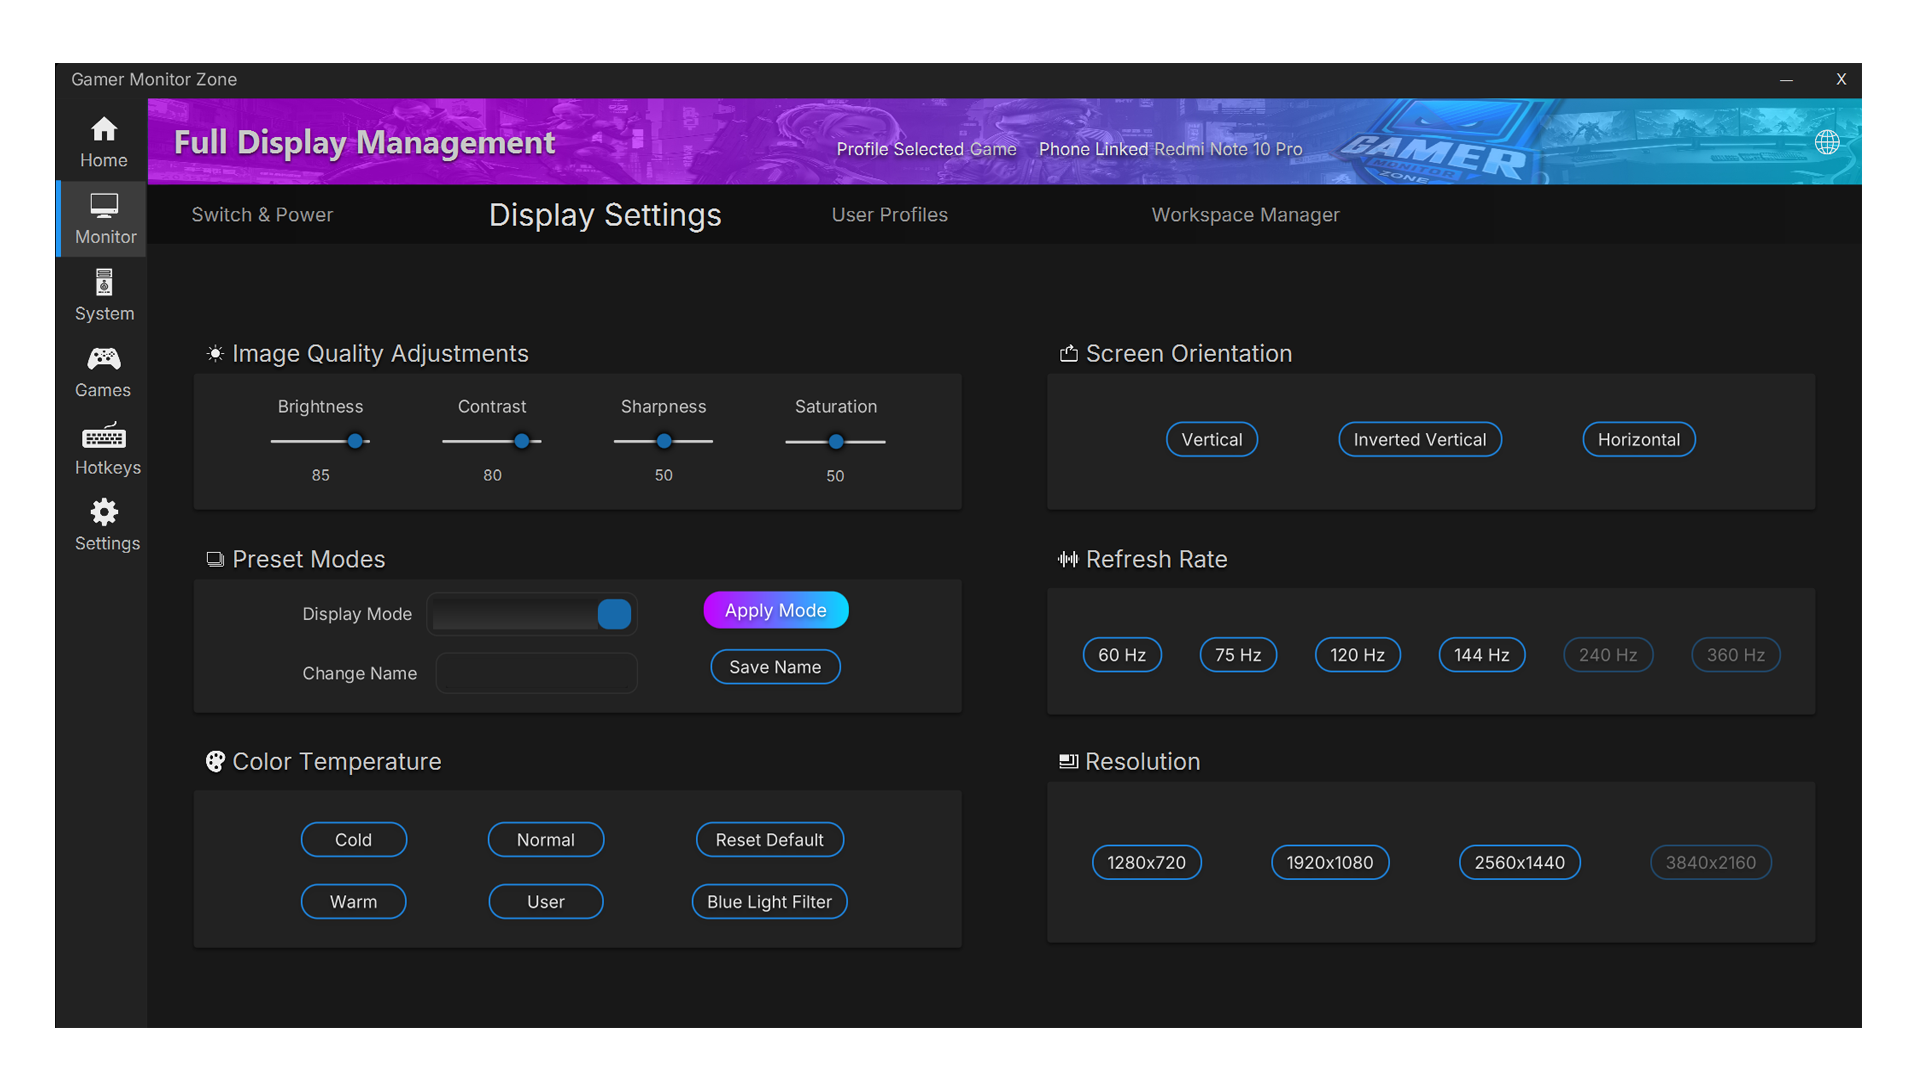 Gamer Monitor Zone
X
Home
Full Display Management
Profile Selected Game
Phone Linked Redmi Note 10 Pro
GAMER
MONITOR
ZONE
Monitor
Switch & Power
Display Settings
User Profiles
Workspace Manager
System
Games
Hotkeys
Settings
Image Quality Adjustments
Brightness Contrast Sharpness Saturation
85 80 50 50
Screen Orientation
Vertical Inverted Vertical Horizontal
Preset Modes
Display Mode Apply Mode
Change Name Save Name
Refresh Rate
60 Hz 75 Hz 120 Hz 144 Hz 240 Hz 360 Hz
Color Temperature
Cold Normal Reset Default
Warm User Blue Light Filter
Resolution
1280x720 1920x1080 2560x1440 3840x2160